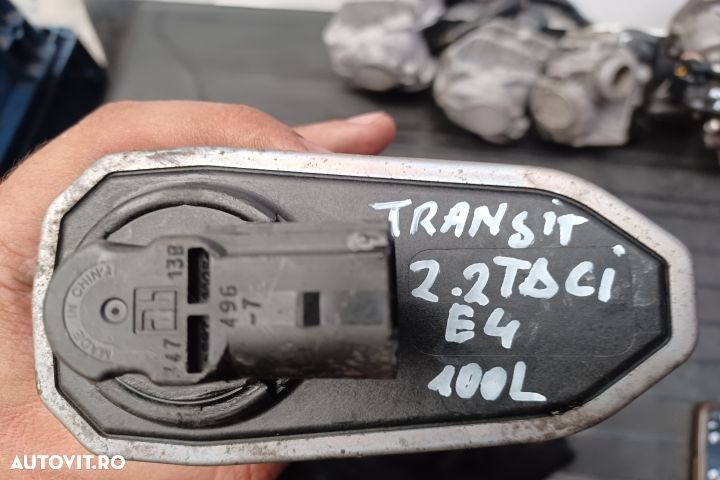 TRANSIT
2.2TDCI
E4
100L
MADE IN CHINA
138
496
-7
AUTOVIT.RO